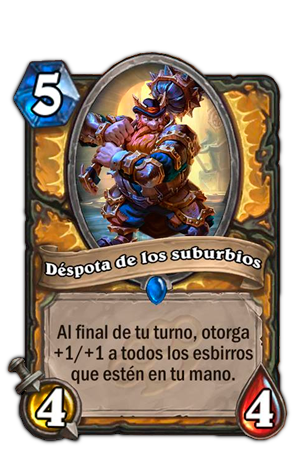 5
Déspota de los suburbios
Al final de tu turno, otorga
+1/+1 a todos los esbirros
que estén en tu mano.
4
4